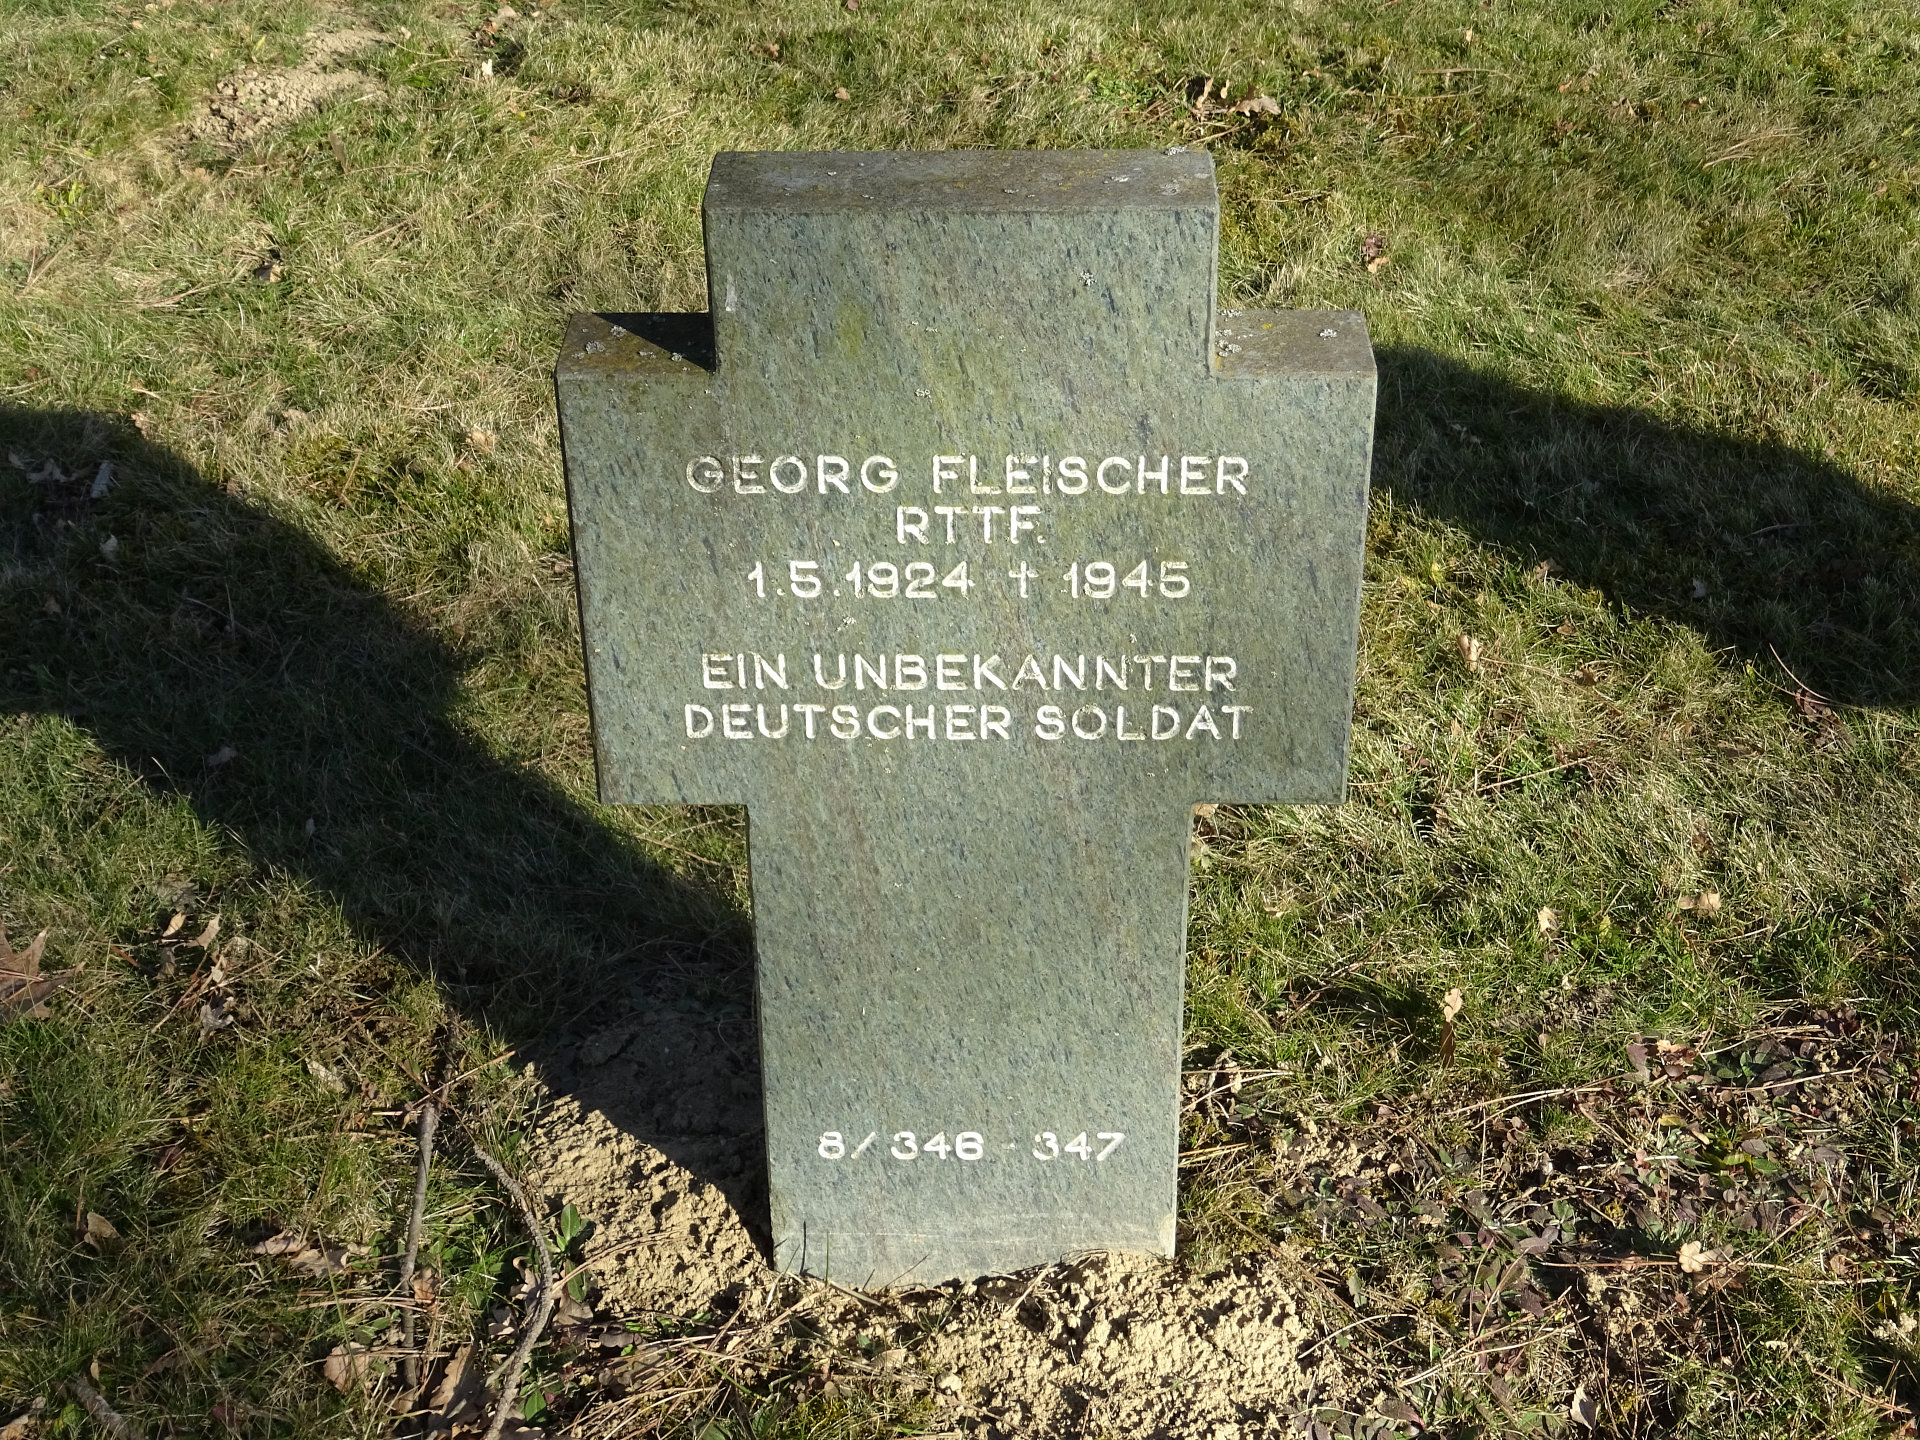 GEORG FLEISCHER
RTTF.
1.5.1924 † 1945
EIN UNBEKANNTER
DEUTSCHER SOLDAT
8/346 - 347